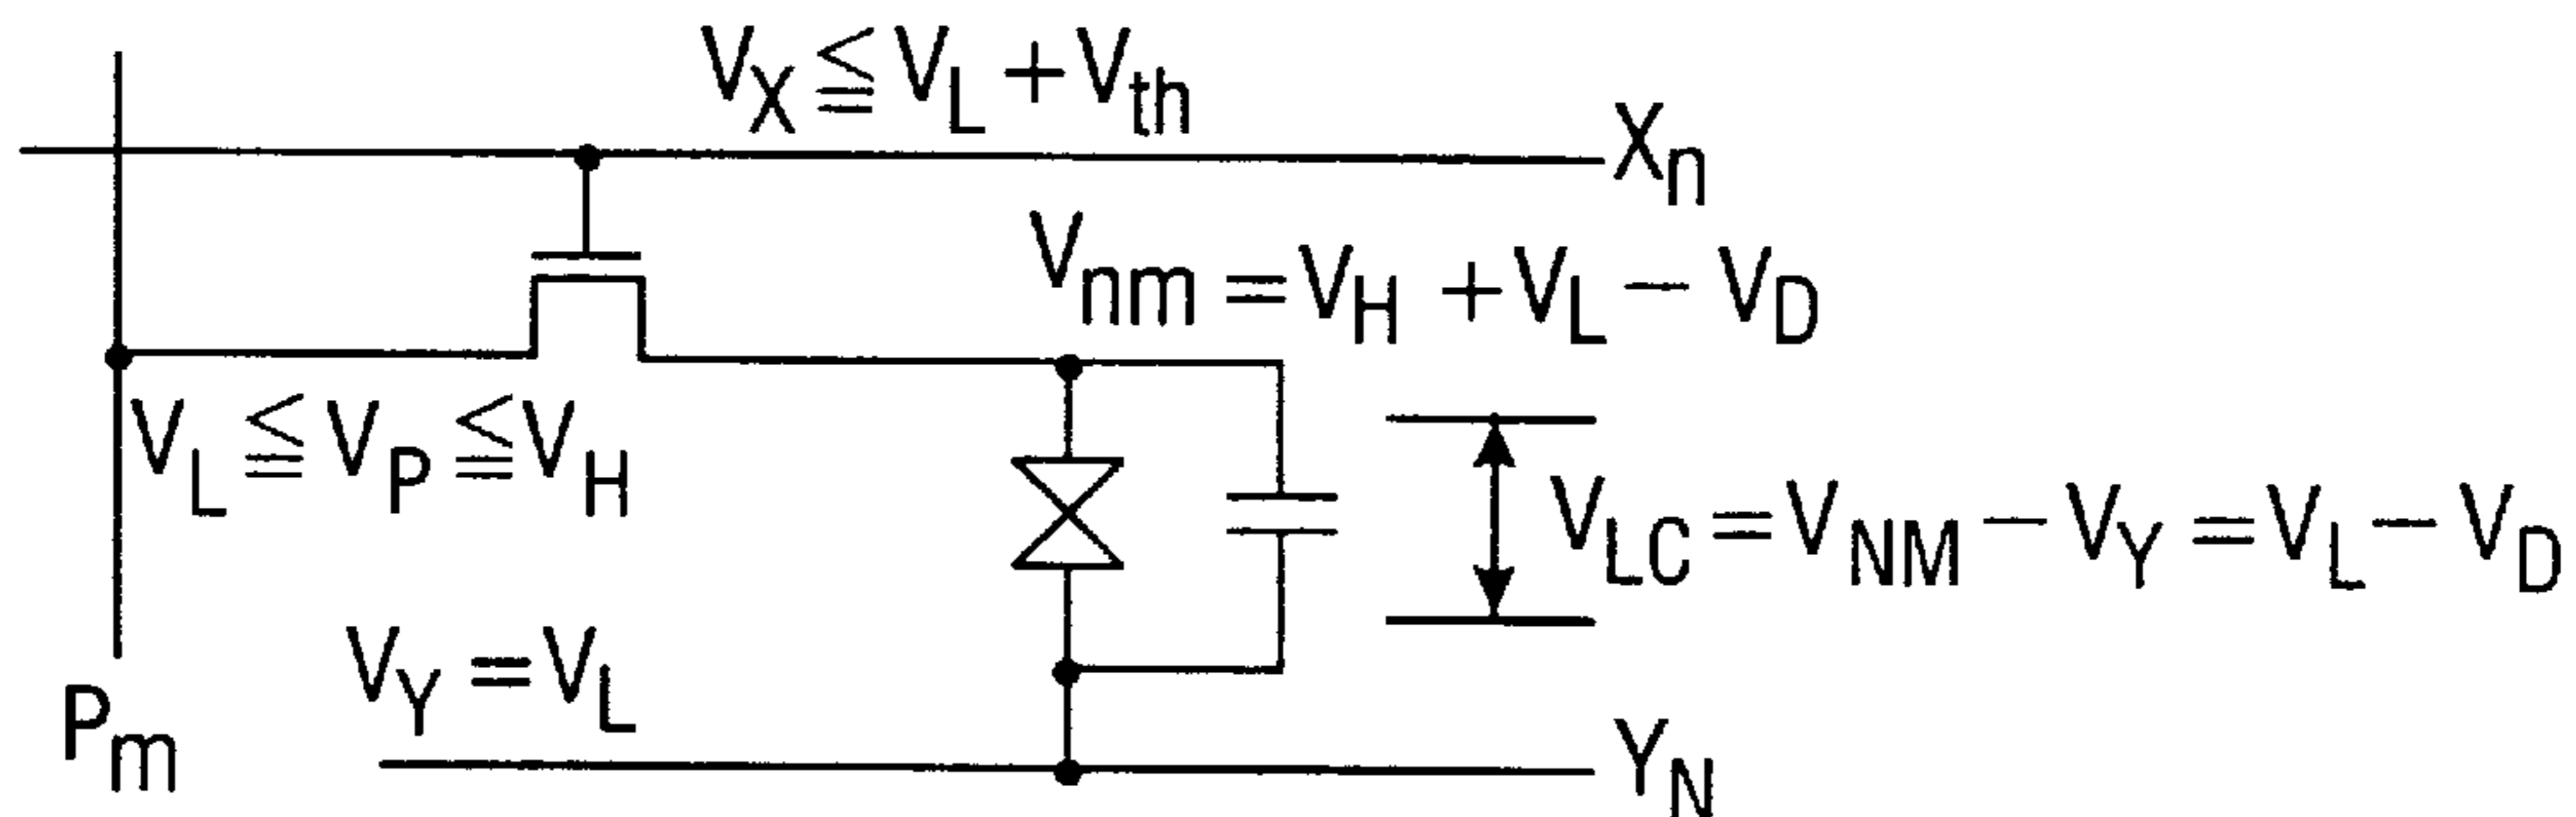 V_X ≦ V_L + V_th
X_n
V_nm = V_H + V_L − V_D
V_L ≦ V_P ≦ V_H
V_LC = V_NM − V_Y = V_L − V_D
V_Y = V_L
P_m
Y_N